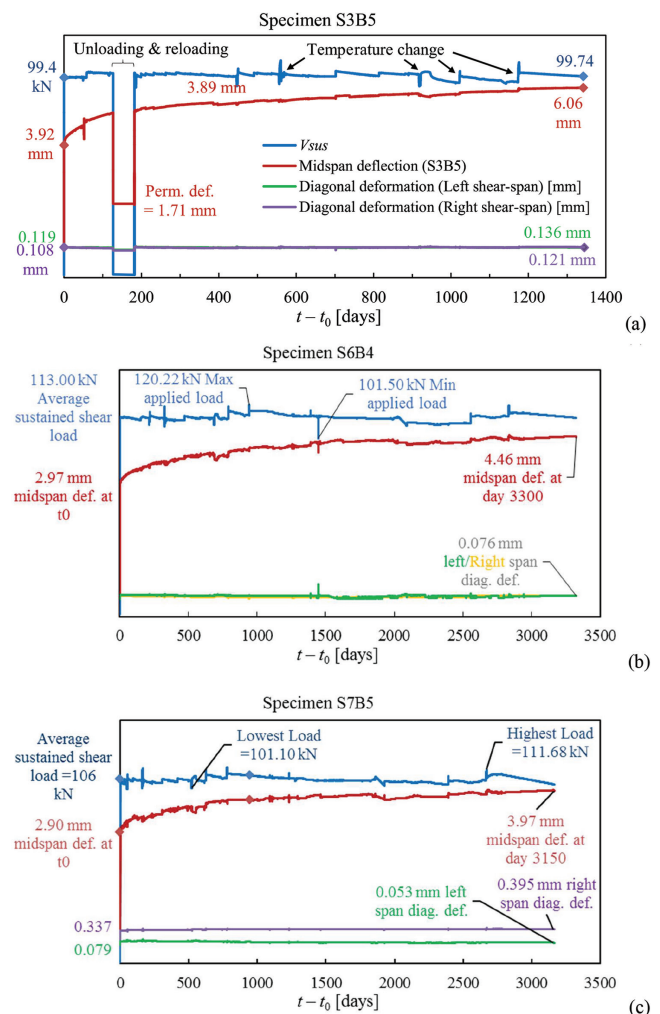 Specimen S3B5
Unloading & reloading
Temperature change
99.4
kN
99.74
3.89 mm
6.06
mm
3.92
mm
Vsus
Midspan deflection (S3B5)
Diagonal deformation (Left shear-span) [mm]
Diagonal deformation (Right shear-span) [mm]
Perm. def.
= 1.71 mm
0.119
0.108
mm
0.136 mm
0.121 mm
0 200 400 600 800 1000 1200 1400
t – t0 [days]
(a)
Specimen S6B4
113.00 kN
Average
sustained shear
load
120.22 kN Max
applied load
101.50 kN Min
applied load
2.97 mm
midspan def. at
t0
4.46 mm
midspan def. at
day 3300
0.076 mm
left/Right span
diag. def.
0 500 1000 1500 2000 2500 3000 3500
t – t0 [days]
(b)
Specimen S7B5
Average
sustained shear
load =106
kN
Lowest Load
=101.10 kN
Highest Load
=111.68 kN
2.90 mm
midspan def. at
t0
3.97 mm
midspan def. at
day 3150
0.053 mm left
span diag. def.
0.395 mm right
span diag. def.
0.337
0.079
0 500 1000 1500 2000 2500 3000 3500
t – t0 [days]
(c)